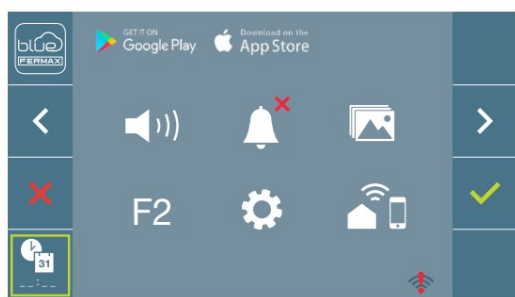 blue
FERMAX
GET IT ON
Google Play
Download on the
App Store
F2
31
--:--